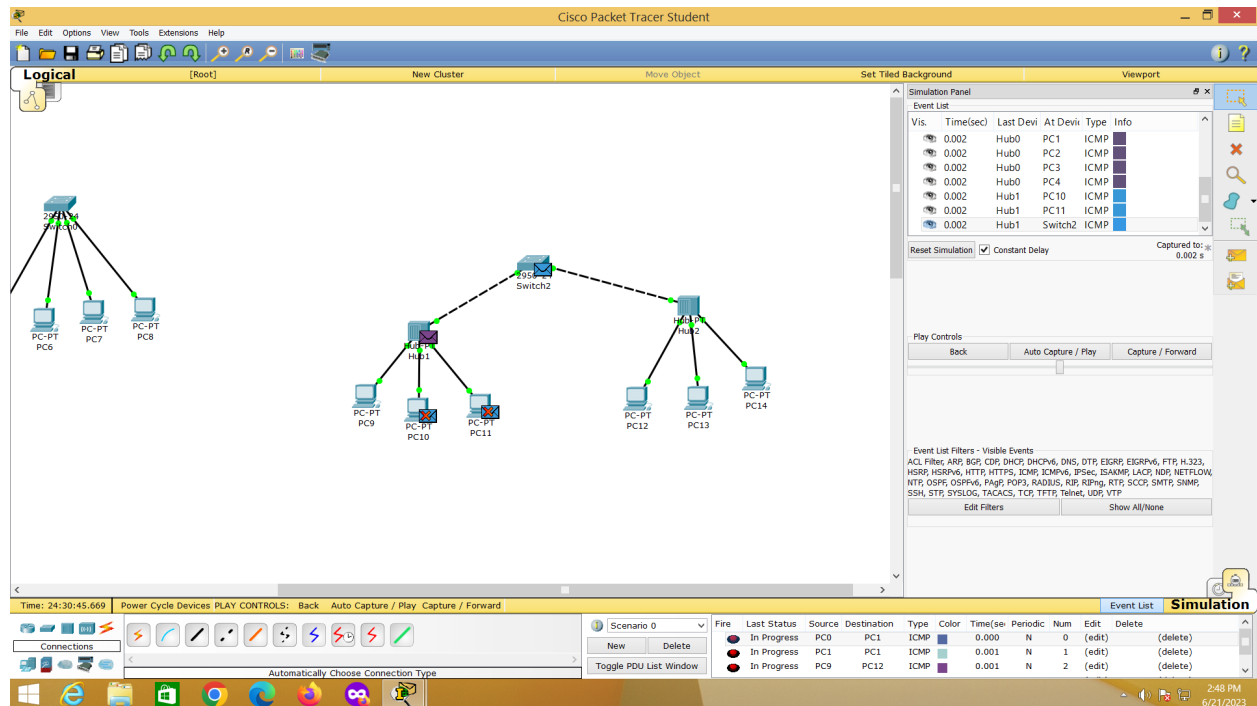 Cisco Packet Tracer Student
File Edit Options View Tools Extensions Help
Logical [Root] New Cluster Move Object Set Tiled Background Viewport
Simulation Panel
Event List
Vis. Time(sec) Last Devi At Devic Type Info
0.002 Hub0 PC1 ICMP
0.002 Hub0 PC2 ICMP
0.002 Hub0 PC3 ICMP
0.002 Hub0 PC4 ICMP
0.002 Hub1 PC10 ICMP
0.002 Hub1 PC11 ICMP
0.002 Hub1 Switch2 ICMP
Reset Simulation Constant Delay Captured to: *
0.002 s
Play Controls
Back Auto Capture / Play Capture / Forward
Event List Filters - Visible Events
ACL Filter, ARP, BGP, CDP, DHCP, DHCPv6, DNS, DTP, EIGRP, EIGRPv6, FTP, H.323,
HSRP, HSRPv6, HTTP, HTTPS, ICMP, ICMPv6, IPSec, ISAKMP, LACP, NDP, NETFLOW,
NTP, OSPF, OSPFv6, PAgP, POP3, RADIUS, RIP, RIPng, RTP, SCCP, SMTP, SNMP,
SSH, STP, SYSLOG, TACACS, TCP, TFTP, Telnet, UDP, VTP
Edit Filters Show All/None
2950-24
Switch0
PC-PT
PC6
PC-PT
PC7
PC-PT
PC8
2950-24
Switch2
Hub-PT
Hub1
Hub-PT
Hub2
PC-PT
PC9
PC-PT
PC10
PC-PT
PC11
PC-PT
PC12
PC-PT
PC13
PC-PT
PC14
Time: 24:30:45.669 Power Cycle Devices PLAY CONTROLS: Back Auto Capture / Play Capture / Forward Event List Simulation
Connections
Automatically Choose Connection Type
Scenario 0
New Delete
Toggle PDU List Window
Fire Last Status Source Destination Type Color Time(sec Periodic Num Edit Delete
In Progress PC0 PC1 ICMP 0.000 N 0 (edit) (delete)
In Progress PC1 PC1 ICMP 0.001 N 1 (edit) (delete)
In Progress PC9 PC12 ICMP 0.001 N 2 (edit) (delete)
2:48 PM
6/21/2023